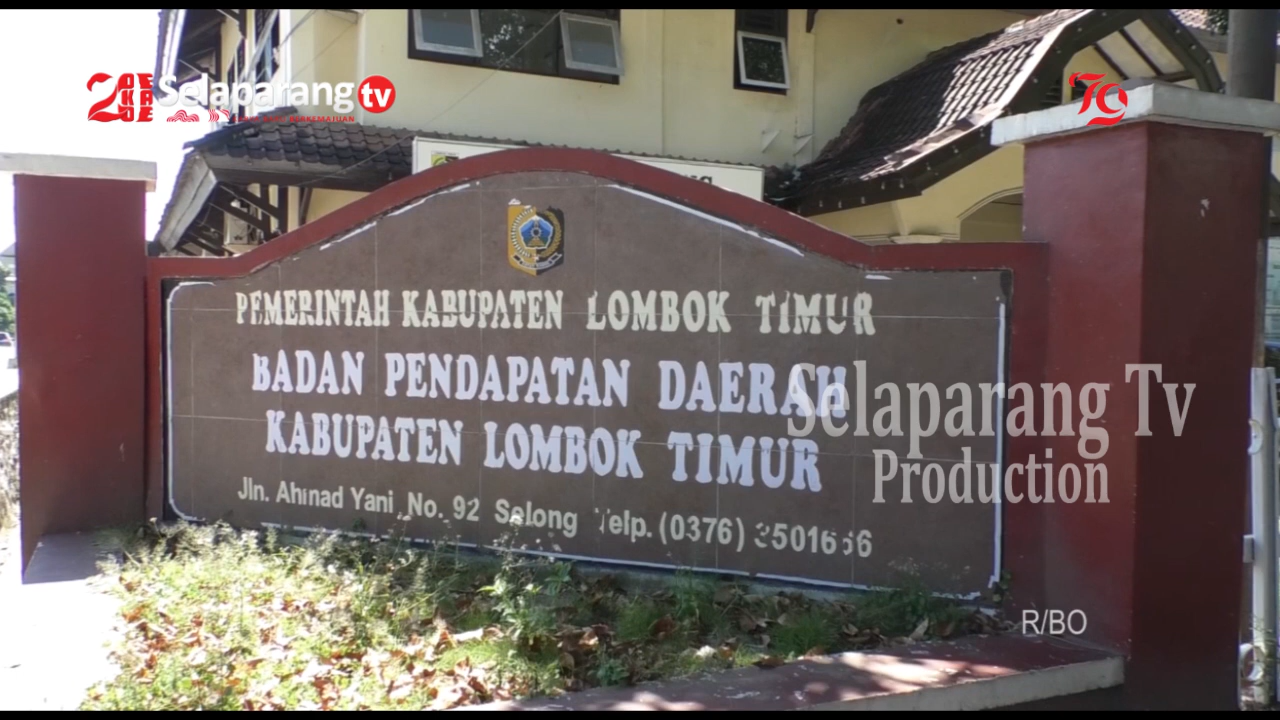 Selaparang tv
79
PEMERINTAH KABUPATEN LOMBOK TIMUR
BADAN PENDAPATAN DAERAH
KABUPATEN LOMBOK TIMUR
Jln. Ahmad Yani No. 92 Selong Telp. (0376)
Selaparang Tv
Production
R/BO